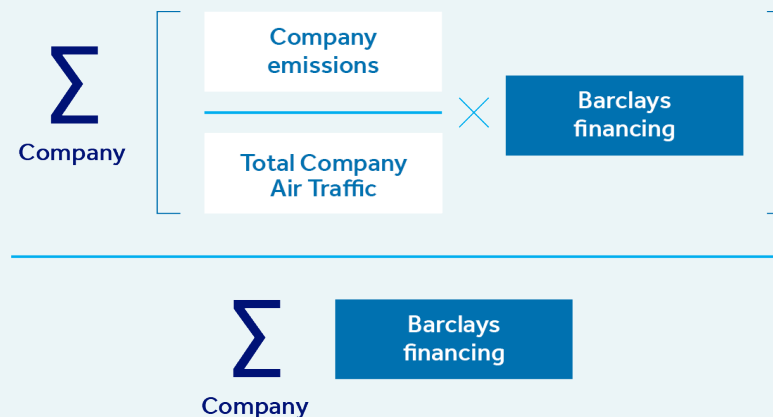 Σ
Company
Company
emissions
Total Company
Air Traffic
×
Barclays
financing
Σ
Company
Barclays
financing